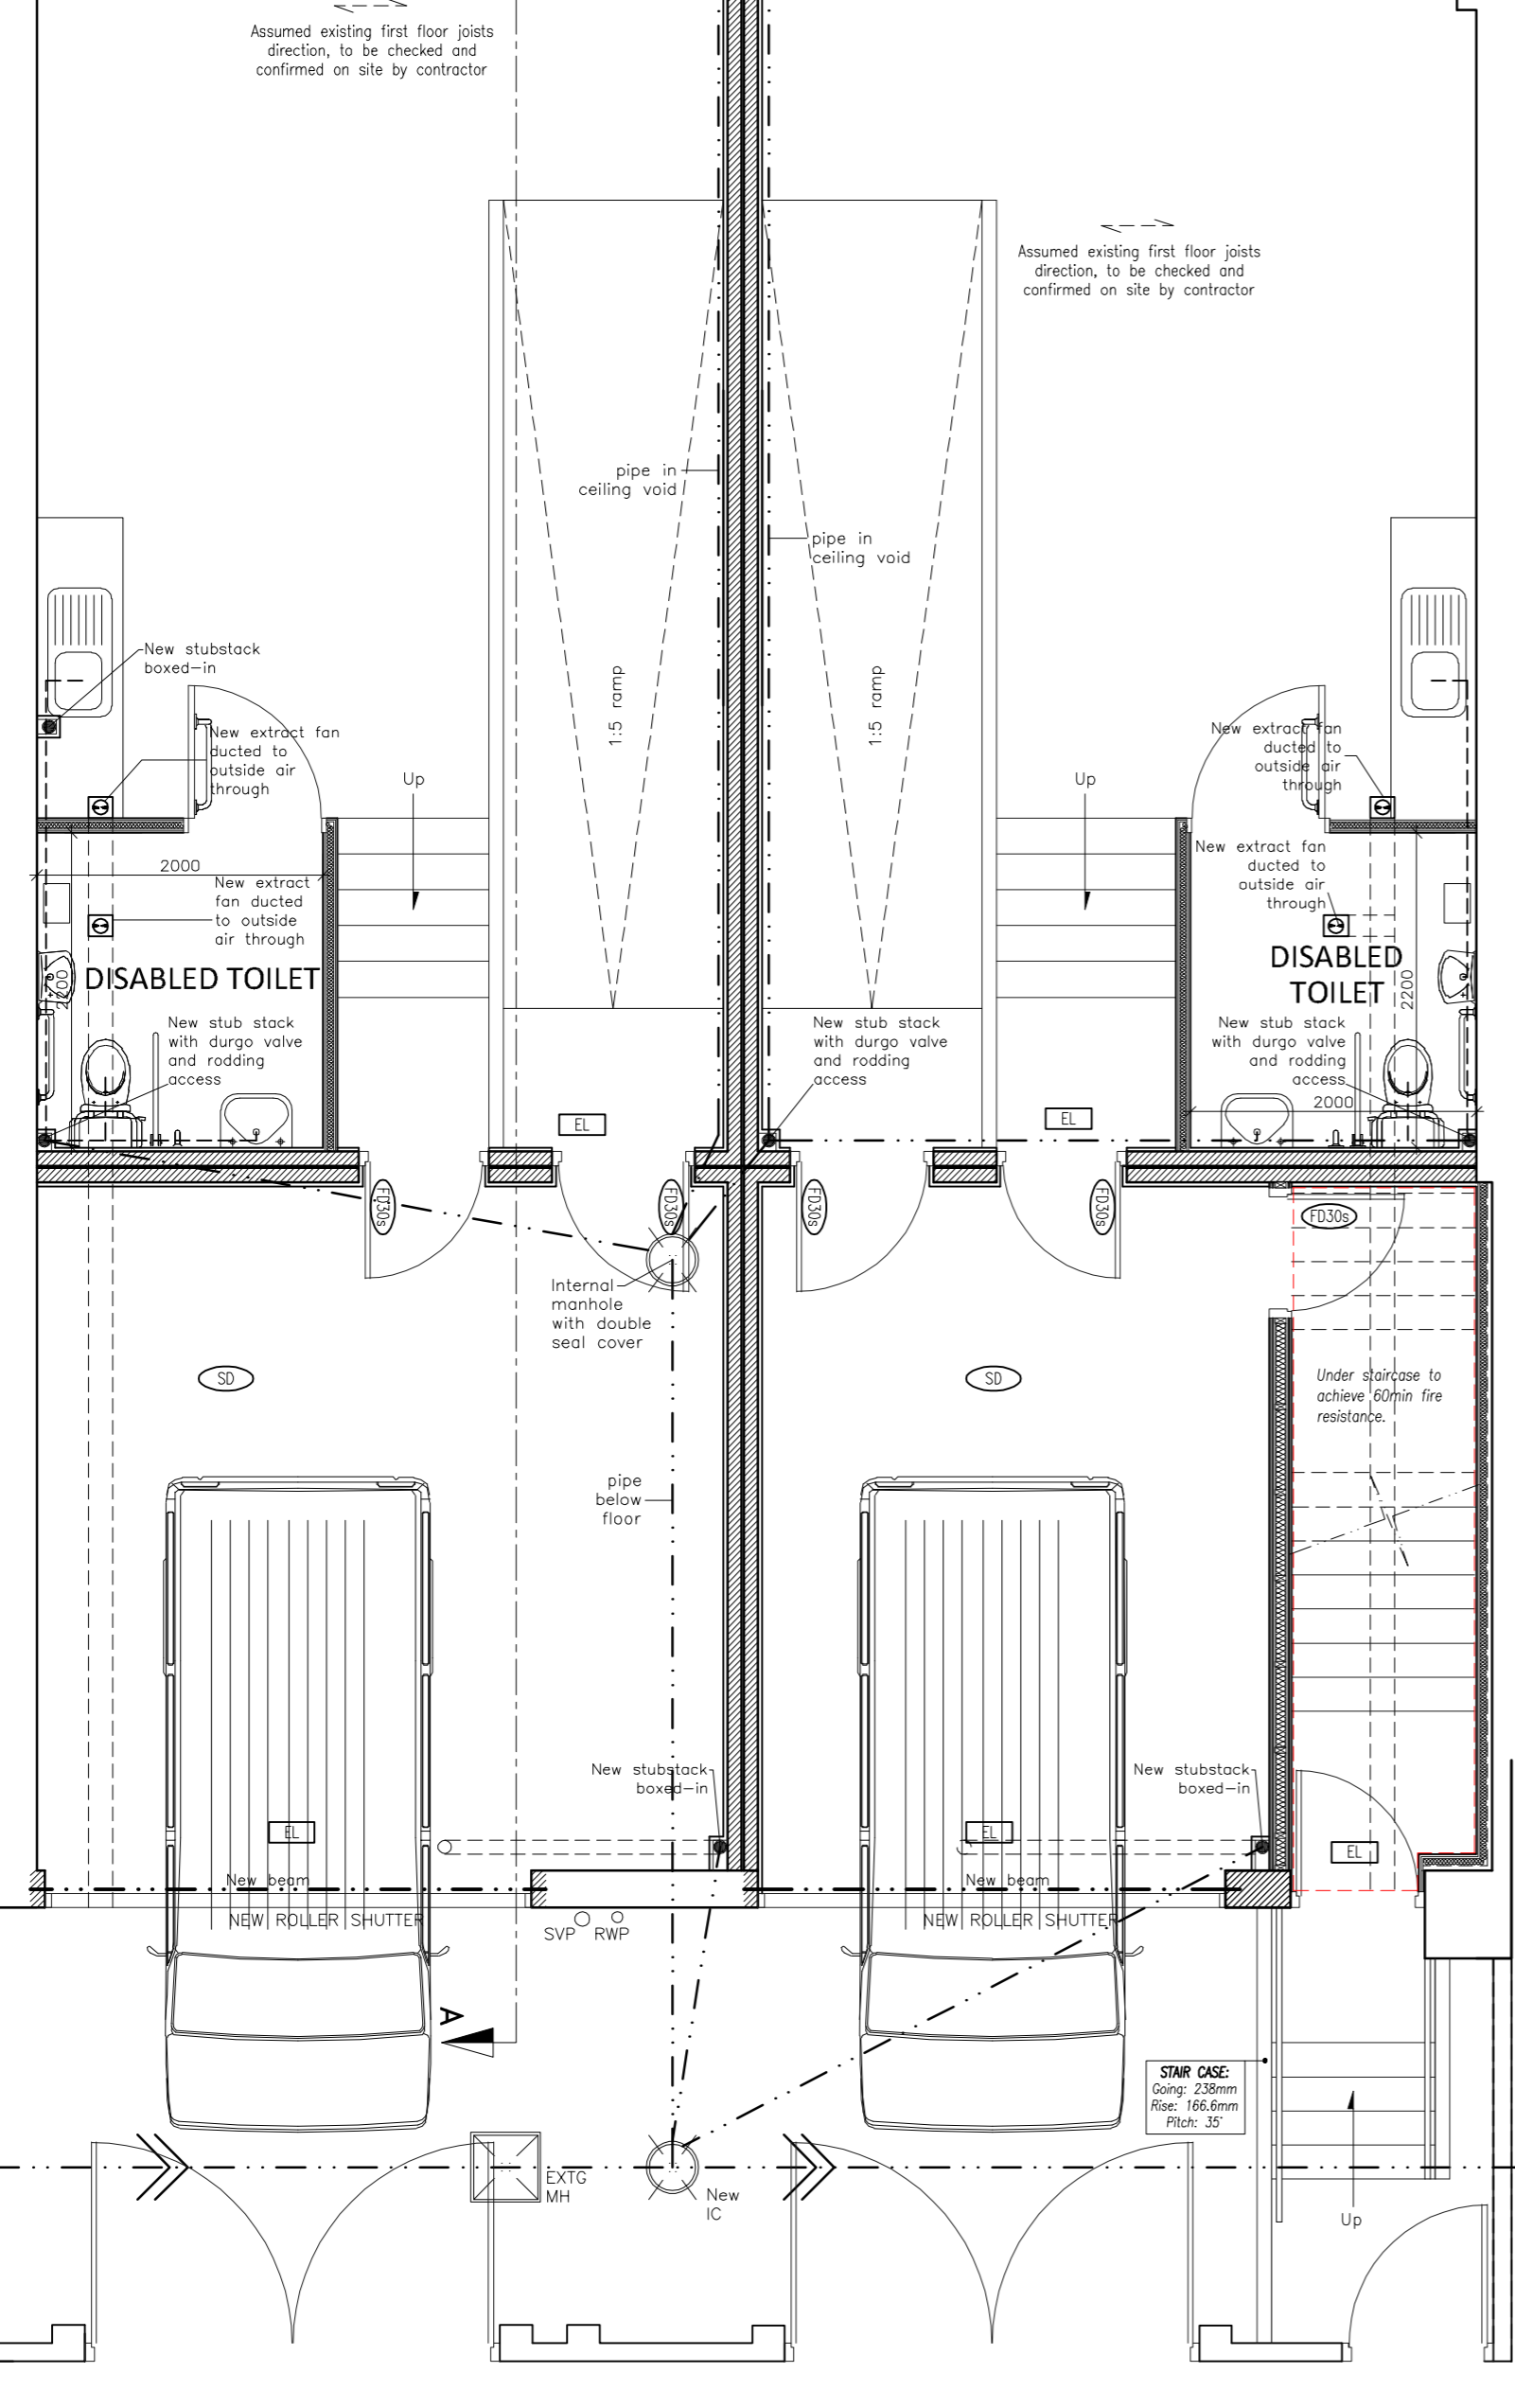 Assumed existing first floor joists
direction, to be checked and
confirmed on site by contractor
Assumed existing first floor joists
direction, to be checked and
confirmed on site by contractor
pipe in
ceiling void
pipe in
ceiling void
1:5 ramp
1:5 ramp
New stubstack
boxed-in
New extract fan
ducted to
outside air
through
New extract fan
ducted to
outside air
through
Up
Up
2000
New extract
fan ducted
to outside
air through
New extract fan
ducted to
outside air
through
DISABLED TOILET
2200
DISABLED
TOILET
2200
New stub stack
with durgo valve
and rodding
access
New stub stack
with durgo valve
and rodding
access
New stub stack
with durgo valve
and rodding
access
2000
EL
EL
FD30s
FD30s
FD30s
FD30s
FD30s
Internal
manhole
with double
seal cover
SD
SD
Under staircase to
achieve 60min fire
resistance.
pipe
below
floor
New stubstack
boxed-in
New stubstack
boxed-in
EL
EL
EL
New beam
New beam
NEW ROLLER SHUTTER
SVP
RWP
NEW ROLLER SHUTTER
A
STAIR CASE:
Going: 238mm
Rise: 166.6mm
Pitch: 35°
EXTG
MH
New
IC
Up